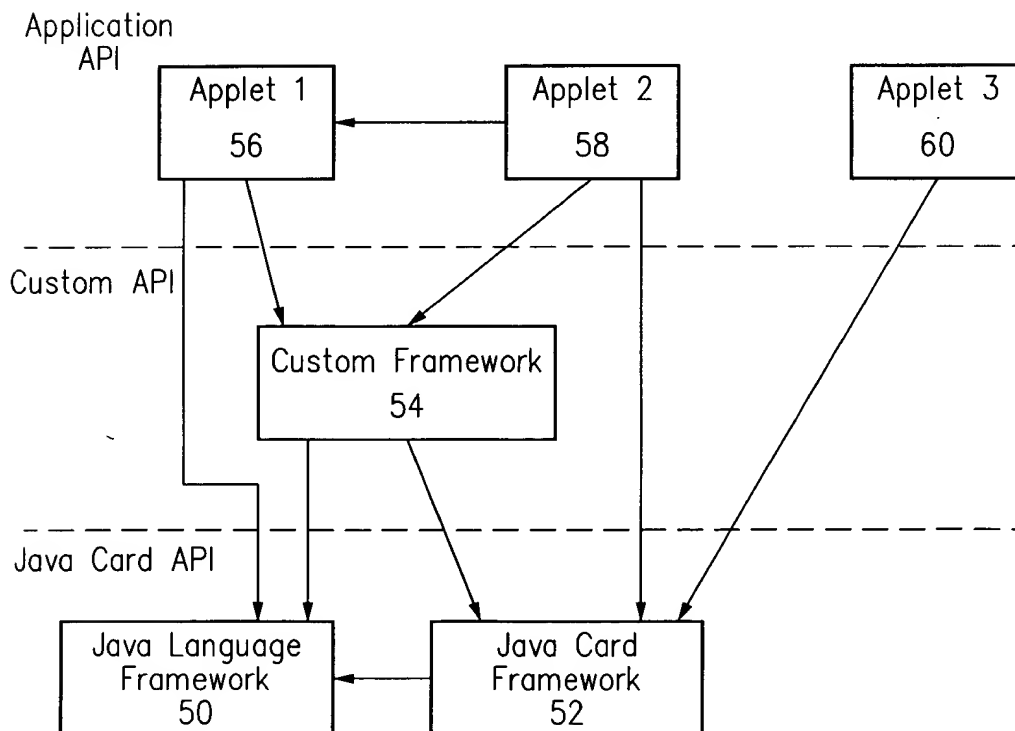 Application
API
Applet 1
56
Applet 2
58
Applet 3
60
Custom API
Custom Framework
54
Java Card API
Java Language
Framework
50
Java Card
Framework
52